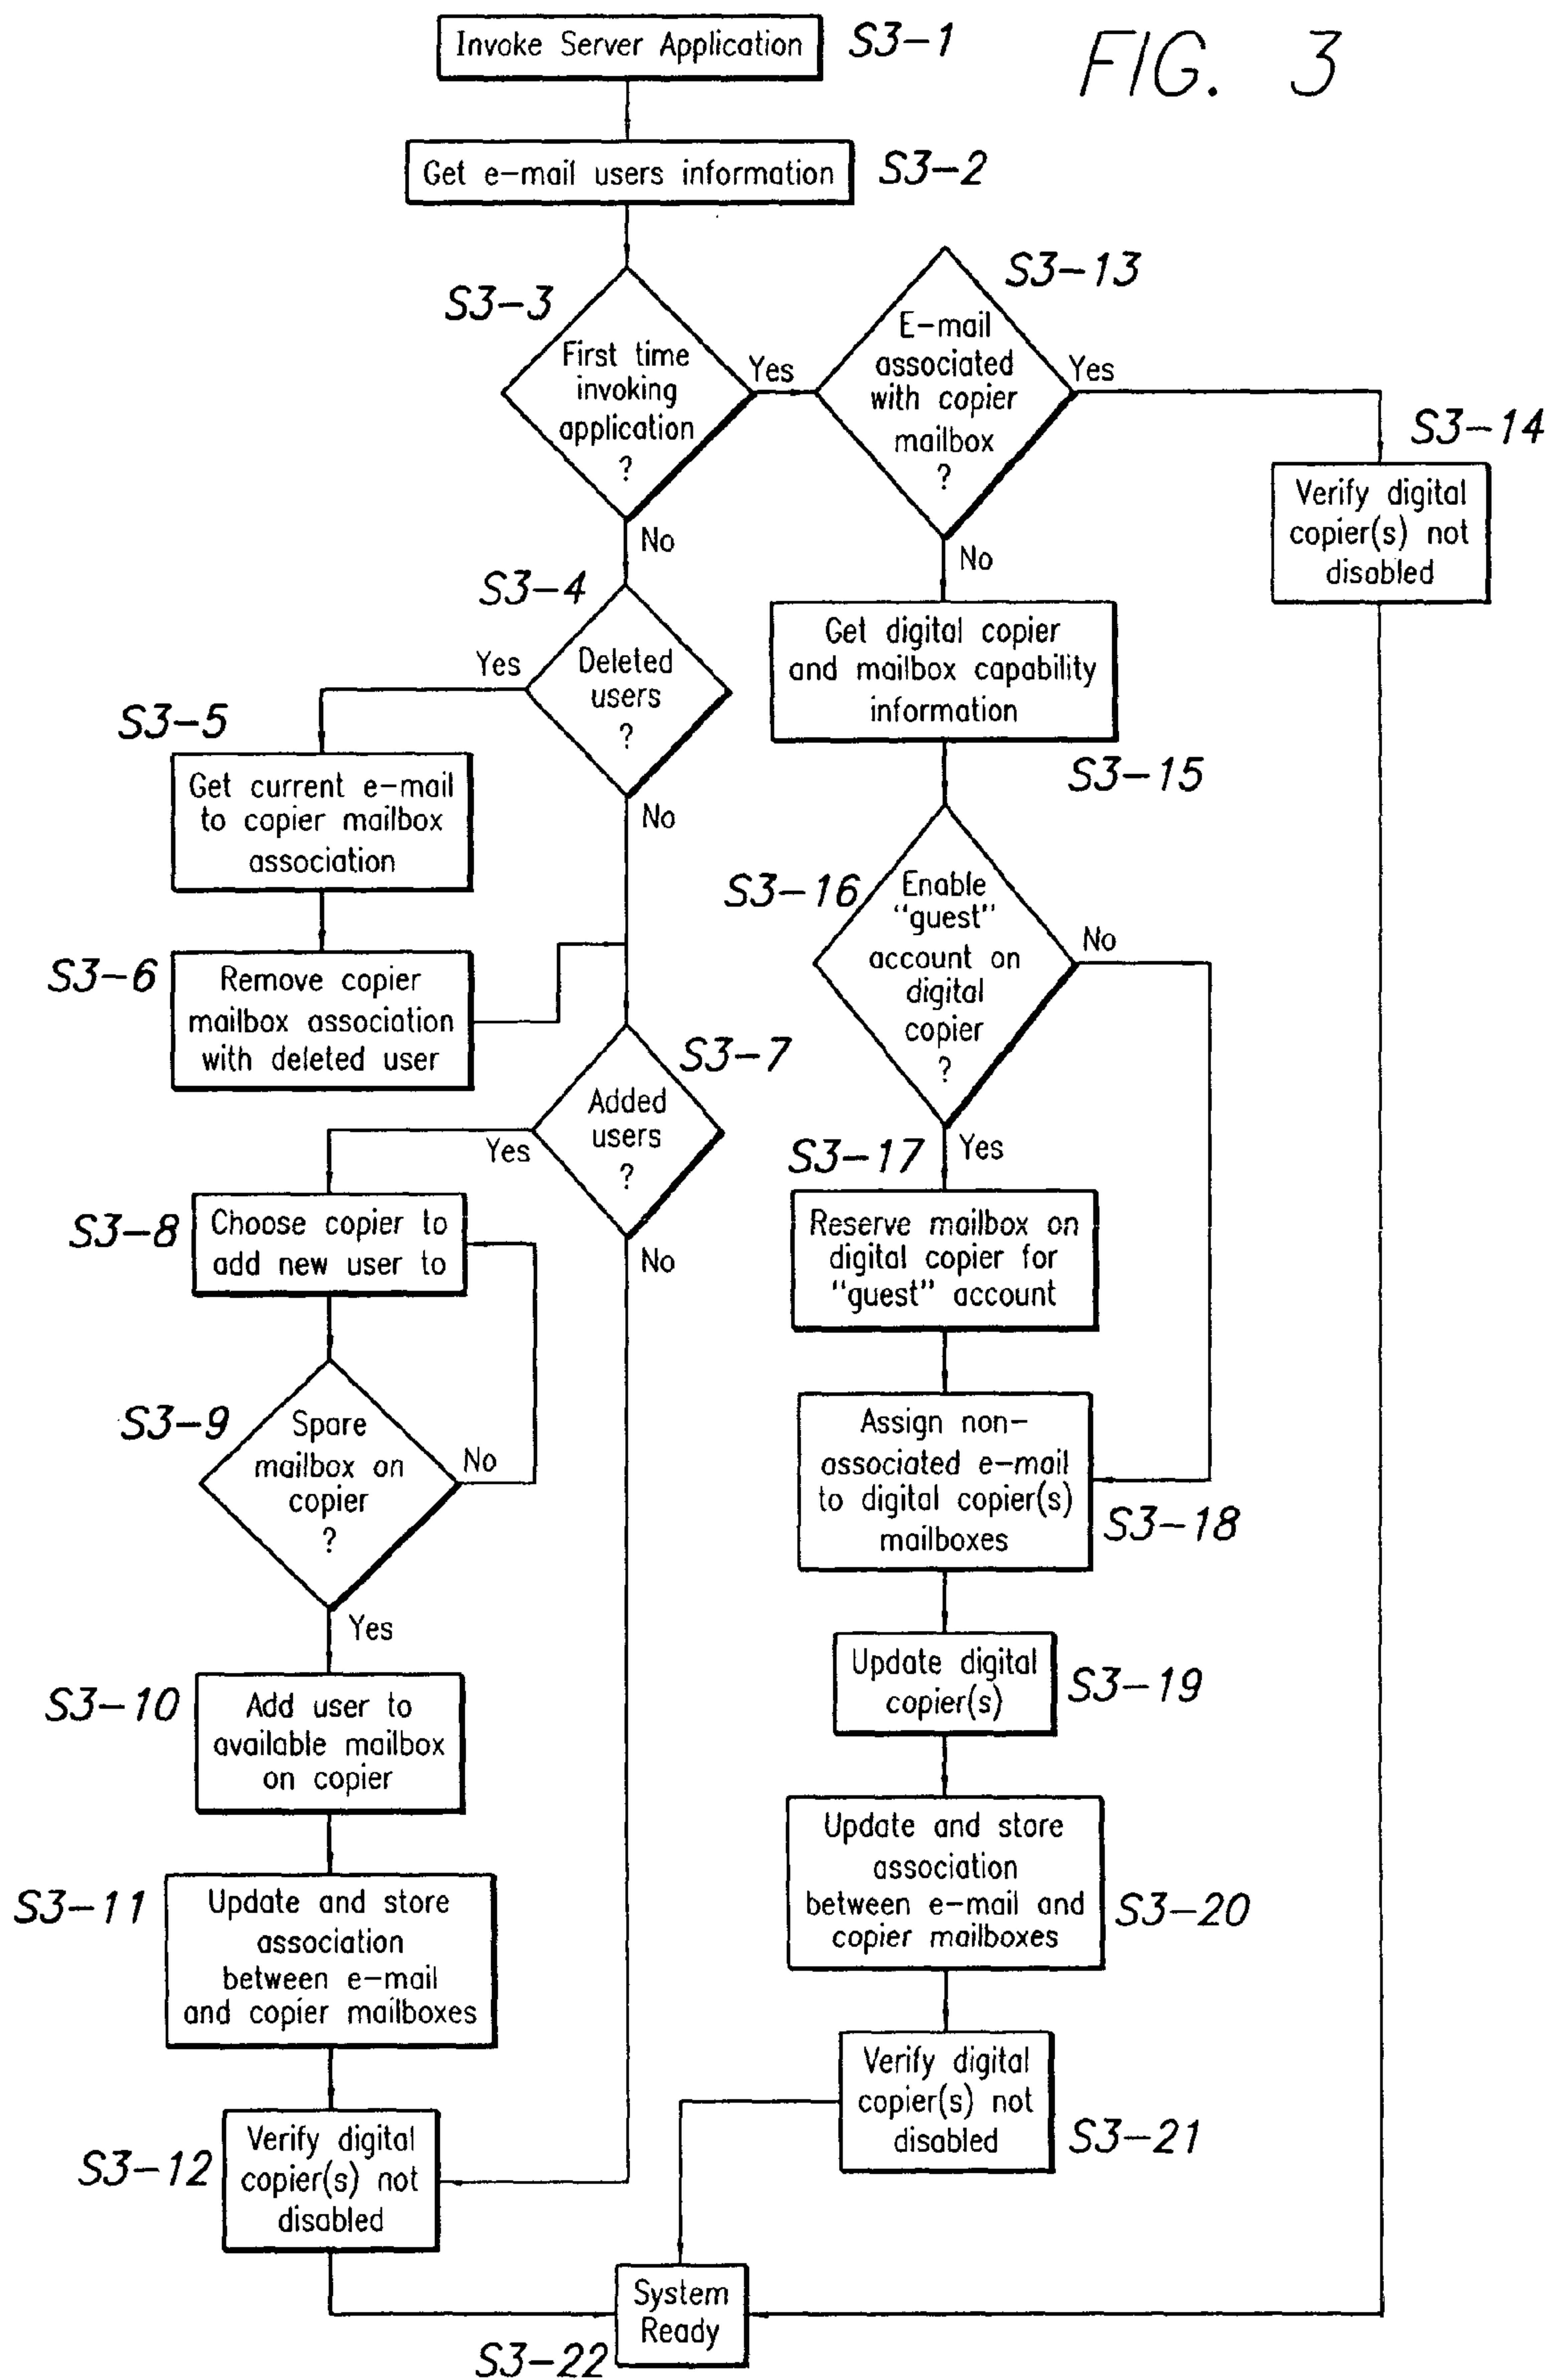 Invoke Server Application
S3-1
FIG. 3
Get e-mail users information
S3-2
S3-3
First time
invoking
application
?
Yes
No
S3-13
E-mail
associated
with copier
mailbox
?
Yes
No
S3-14
Verify digital
copier(s) not
disabled
S3-4
Deleted
users
?
Yes
No
S3-5
Get current e-mail
to copier mailbox
association
S3-6
Remove copier
mailbox association
with deleted user
S3-7
Added
users
?
Yes
No
S3-8
Choose copier to
add new user to
S3-9
Spare
mailbox on
copier
?
No
Yes
S3-10
Add user to
available mailbox
on copier
S3-11
Update and store
association
between e-mail
and copier mailboxes
S3-12
Verify digital
copier(s) not
disabled
Get digital copier
and mailbox capability
information
S3-15
S3-16
Enable
"guest"
account on
digital
copier
?
No
Yes
S3-17
Reserve mailbox on
digital copier for
"guest" account
Assign non-
associated e-mail
to digital copier(s)
mailboxes
S3-18
Update digital
copier(s)
S3-19
Update and store
association
between e-mail and
copier mailboxes
S3-20
Verify digital
copier(s) not
disabled
S3-21
System
Ready
S3-22